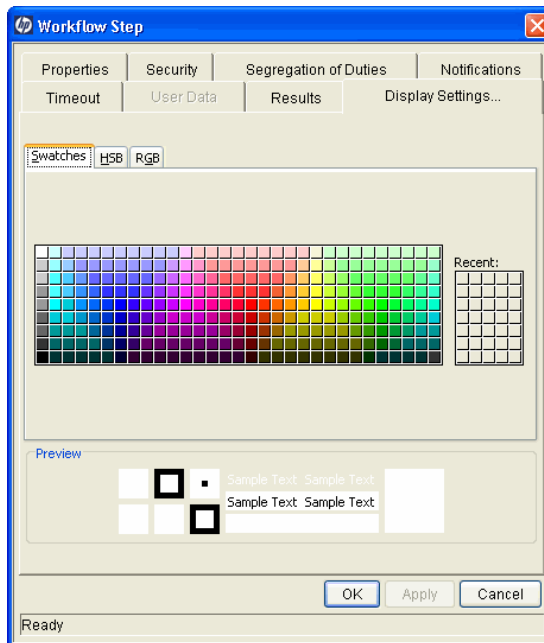 hp Workflow Step
Properties Security Segregation of Duties Notifications
Timeout User Data Results Display Settings...
Swatches HSB RGB
Recent:
Preview
Sample Text Sample Text
Sample Text Sample Text
OK Apply Cancel
Ready